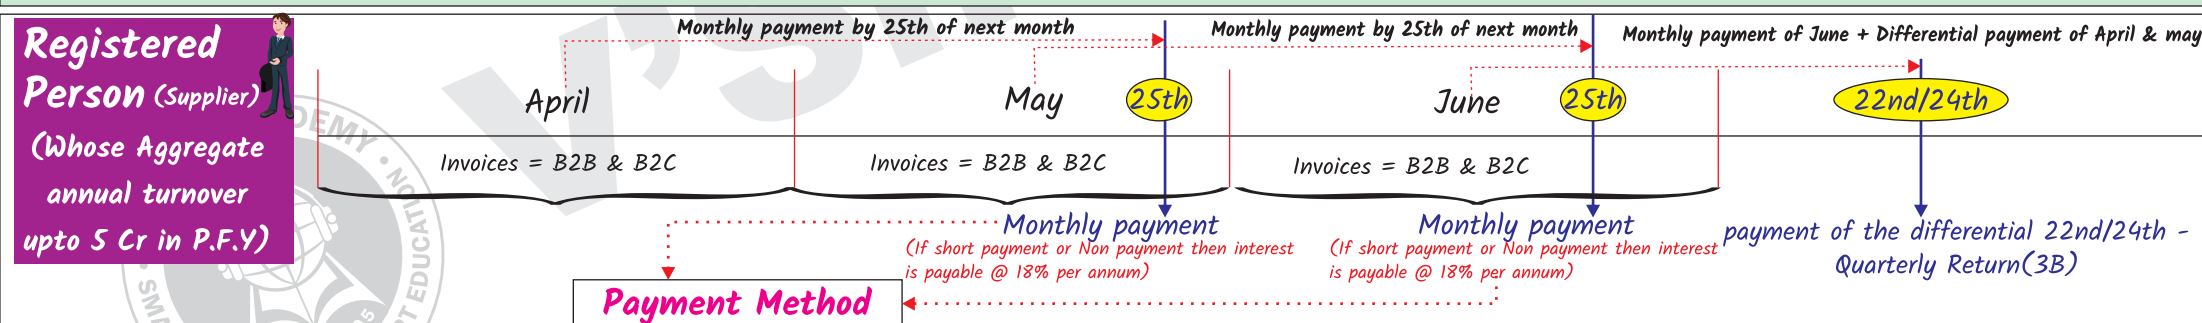 Registered
Person (Supplier)
(Whose Aggregate
annual turnover
upto 5 Cr in P.F.Y)
Monthly payment by 25th of next month
Monthly payment by 25th of next month
Monthly payment of June + Differential payment of April & may
April
May
25th
June
25th
22nd/24th
Invoices = B2B & B2C
Invoices = B2B & B2C
Invoices = B2B & B2C
Monthly payment
(If short payment or Non payment then interest
is payable @ 18% per annum)
Monthly payment
(If short payment or Non payment then interest
is payable @ 18% per annum)
payment of the differential 22nd/24th -
Quarterly Return(3B)
Payment Method